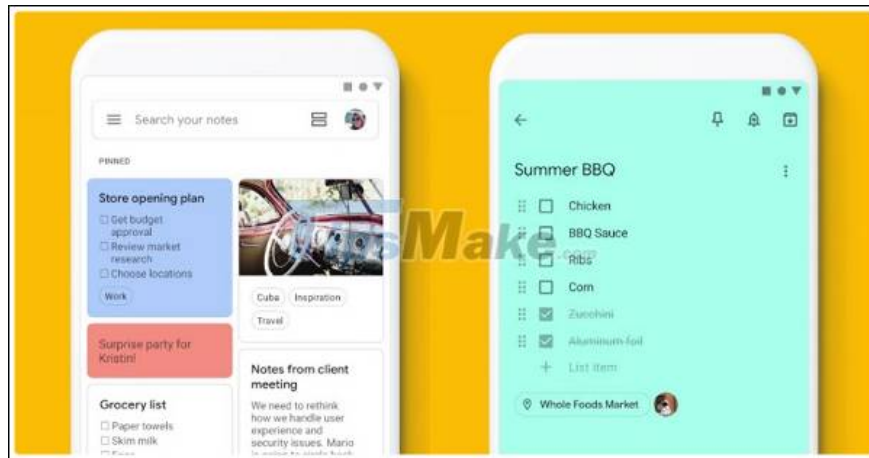 Search your notes
PINNED
Store opening plan
Get budget
approval
Review market
research
Choose locations
Work
Surprise party for
Kristin!
Grocery list
Paper towels
Skim milk
Cuba
Inspiration
Travel
Notes from client
meeting
We need to rethink
how we handle user
experience and
security issues. Mario
Summer BBQ
Chicken
BBQ Sauce
Ribs
Corn
Zucchini
Aluminum foil
List item
Whole Foods Market
TipsMake
.com